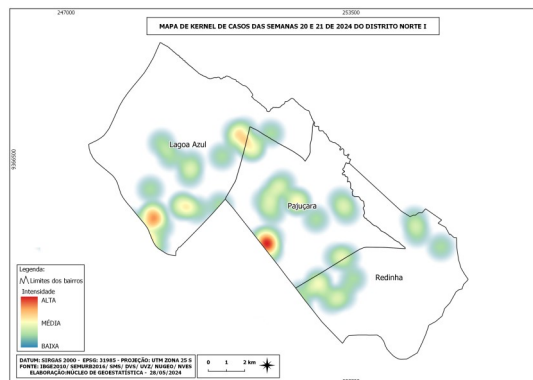 247000
253500
MAPA DE KERNEL DE CASOS DAS SEMANAS 20 E 21 DE 2024 DO DISTRITO NORTE I
9366900
Lagoa Azul
Pajuçara
Redinha
Legenda:
Limites dos bairros
Intensidade
ALTA
MÉDIA
BAIXA
DATUM: SIRGAS 2000 - EPSG: 31985 - PROJEÇÃO: UTM ZONA 25 S
FONTE: IBGE2010/ SEMURB2016/ SMS/ DVS/ UVZ/ NUGEO/ NVES
ELABORAÇÃO:NÚCLEO DE GEOESTATÍSTICA - 28/05/2024
0 1 2 km